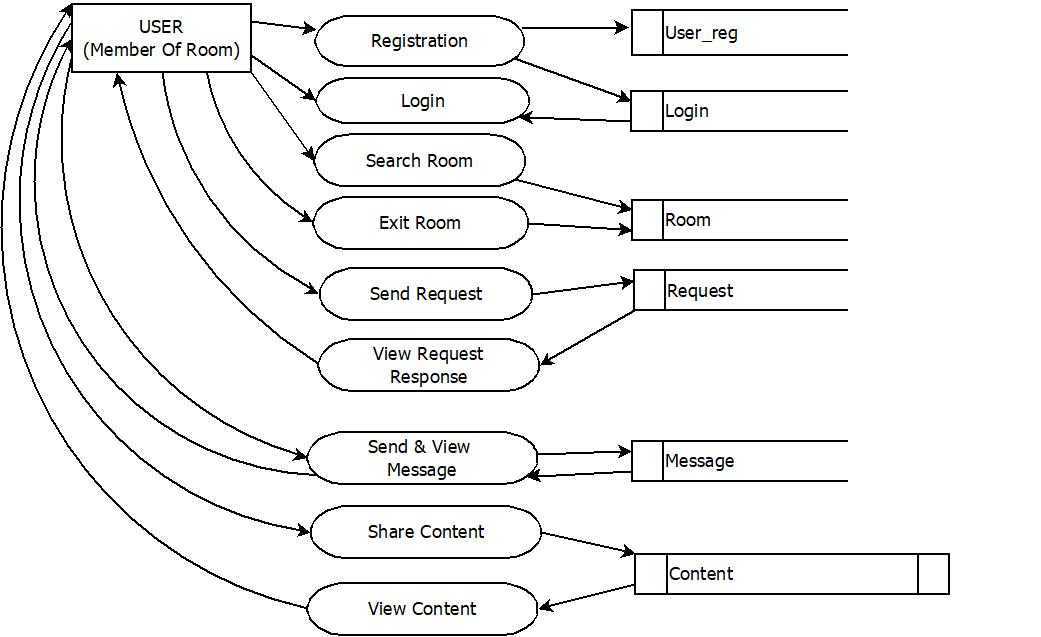 USER
(Member Of Room)
Registration
User_reg
Login
Login
Search Room
Exit Room
Room
Send Request
Request
View Request
Response
Send & View
Message
Message
Share Content
Content
View Content